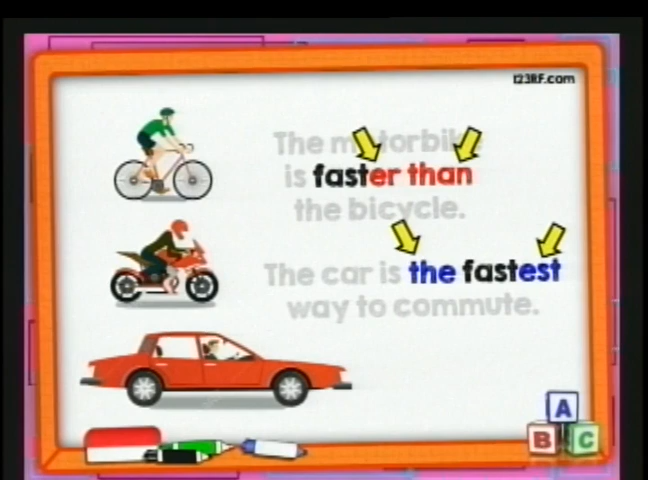 123RF.com
The motorbike
is faster than
the bicycle.
The car is the fastest
way to commute.
A
B C